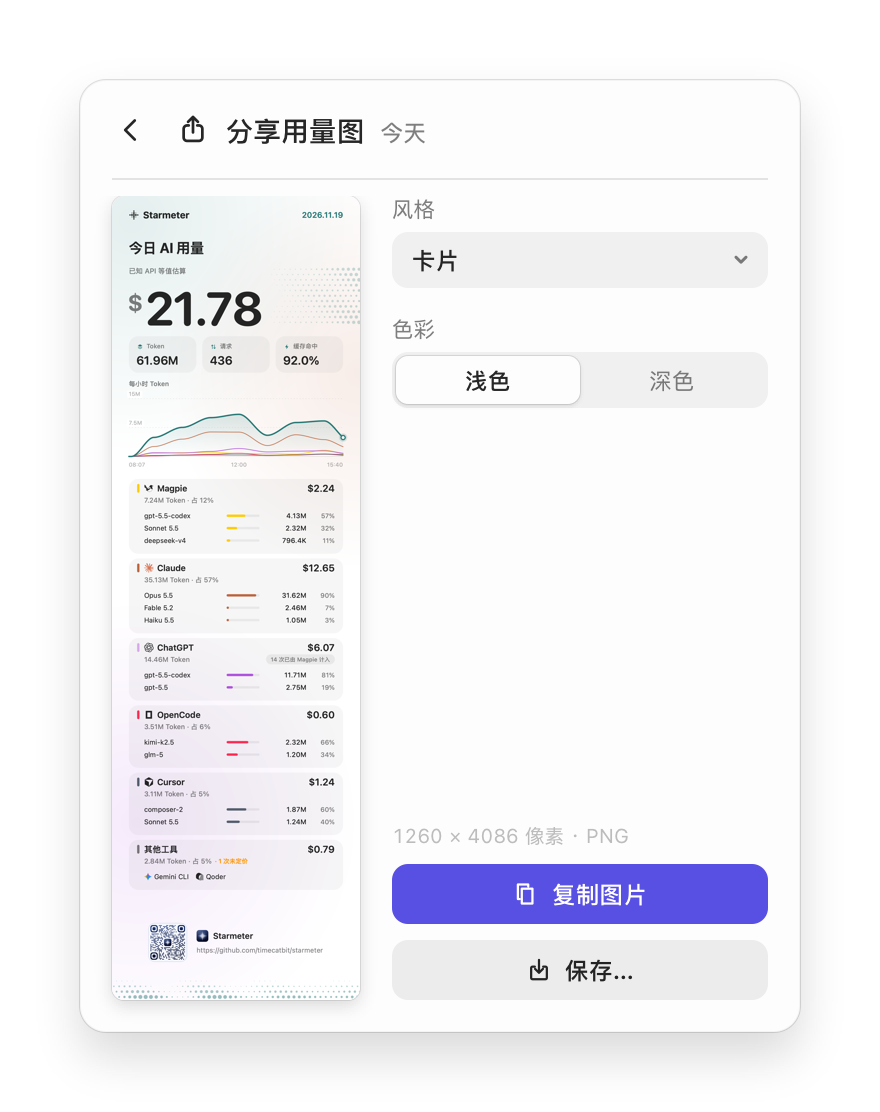 分享用量图 今天
Starmeter 2026.11.19
今日 AI 用量
已知 API 等值估算
$21.78
Token 请求 缓存命中
61.96M 436 92.0%
每小时 Token
15M
7.5M
08:07 12:00 15:40
Magpie $2.24
7.24M Token · 占 12%
gpt-5.5-codex 4.13M 57%
Sonnet 5.5 2.32M 32%
deepseek-v4 796.4K 11%
Claude $12.65
35.13M Token · 占 57%
Opus 5.5 31.62M 90%
Fable 5.2 2.46M 7%
Haiku 5.5 1.05M 3%
ChatGPT $6.07
14.46M Token 14 次已由 Magpie 计入
gpt-5.5-codex 11.71M 81%
gpt-5.5 2.75M 19%
OpenCode $0.60
3.51M Token · 占 6%
kimi-k2.5 2.32M 66%
glm-5 1.20M 34%
Cursor $1.24
3.11M Token · 占 5%
composer-2 1.87M 60%
Sonnet 5.5 1.24M 40%
其他工具 $0.79
2.84M Token · 占 5% · 1 次未定价
Gemini CLI Qoder
Starmeter
https://github.com/timecatbit/starmeter
风格
卡片
色彩
浅色 深色
1260 × 4086 像素 · PNG
复制图片
保存...